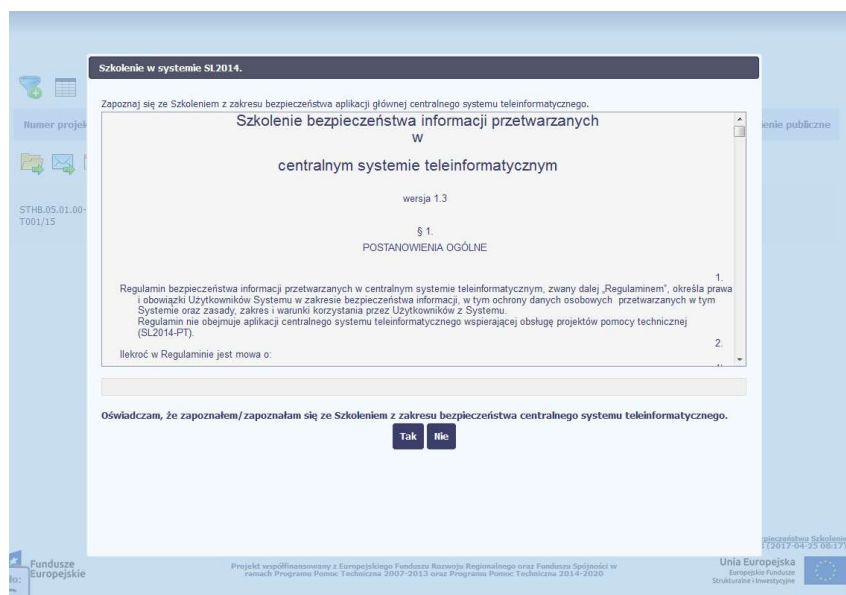 Szkolenie w systemie SL2014.
Zapoznaj się ze Szkoleniem z zakresu bezpieczeństwa aplikacji głównej centralnego systemu teleinformatycznego.
Szkolenie bezpieczeństwa informacji przetwarzanych
w
centralnym systemie teleinformatycznym
wersja 1.3
§ 1.
POSTANOWIENIA OGÓLNE
1.
Regulamin bezpieczeństwa informacji przetwarzanych w centralnym systemie teleinformatycznym, zwany dalej „Regulaminem”, określa prawa
i obowiązki Użytkowników Systemu w zakresie bezpieczeństwa informacji, w tym ochrony danych osobowych przetwarzanych w tym
Systemie oraz zasady, zakres i warunki korzystania przez Użytkowników z Systemu.
Regulamin nie obejmuje aplikacji centralnego systemu teleinformatycznego wspierającej obsługę projektów pomocy technicznej
(SL2014-PT).
2.
Ilekroć w Regulaminie jest mowa o:
Oświadczam, że zapoznałem/zapoznałam się ze Szkoleniem z zakresu bezpieczeństwa centralnego systemu teleinformatycznego.
Tak Nie
Numer projek
enie publiczne
STHB.05.01.00-
T001/15
Szkolenie
(2017-04-25 08:17)
Fundusze
Europejskie
Projekt współfinansowany z Europejskiego Funduszu Rozwoju Regionalnego oraz Funduszu Spójności w
ramach Programu Pomoc Techniczna 2007-2013 oraz Programu Pomoc Techniczna 2014-2020
Unia Europejska
Europejskie Fundusze
Strukturalne i Inwestycyjne